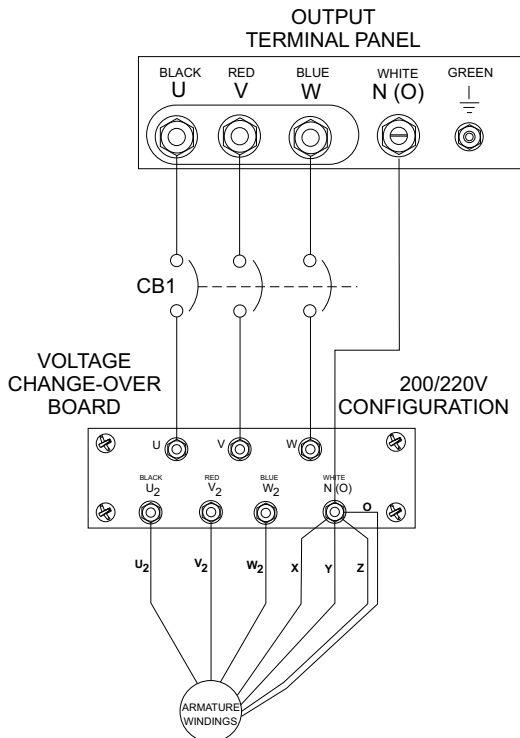 OUTPUT
TERMINAL PANEL
BLACK RED BLUE WHITE GREEN
U V W N (O)
CB1
VOLTAGE
CHANGE-OVER
BOARD
200/220V
CONFIGURATION
U V W
BLACK RED BLUE WHITE
U2 V2 W2 N (O)
O
U2 V2 W2 X Y Z
ARMATURE
WINDINGS